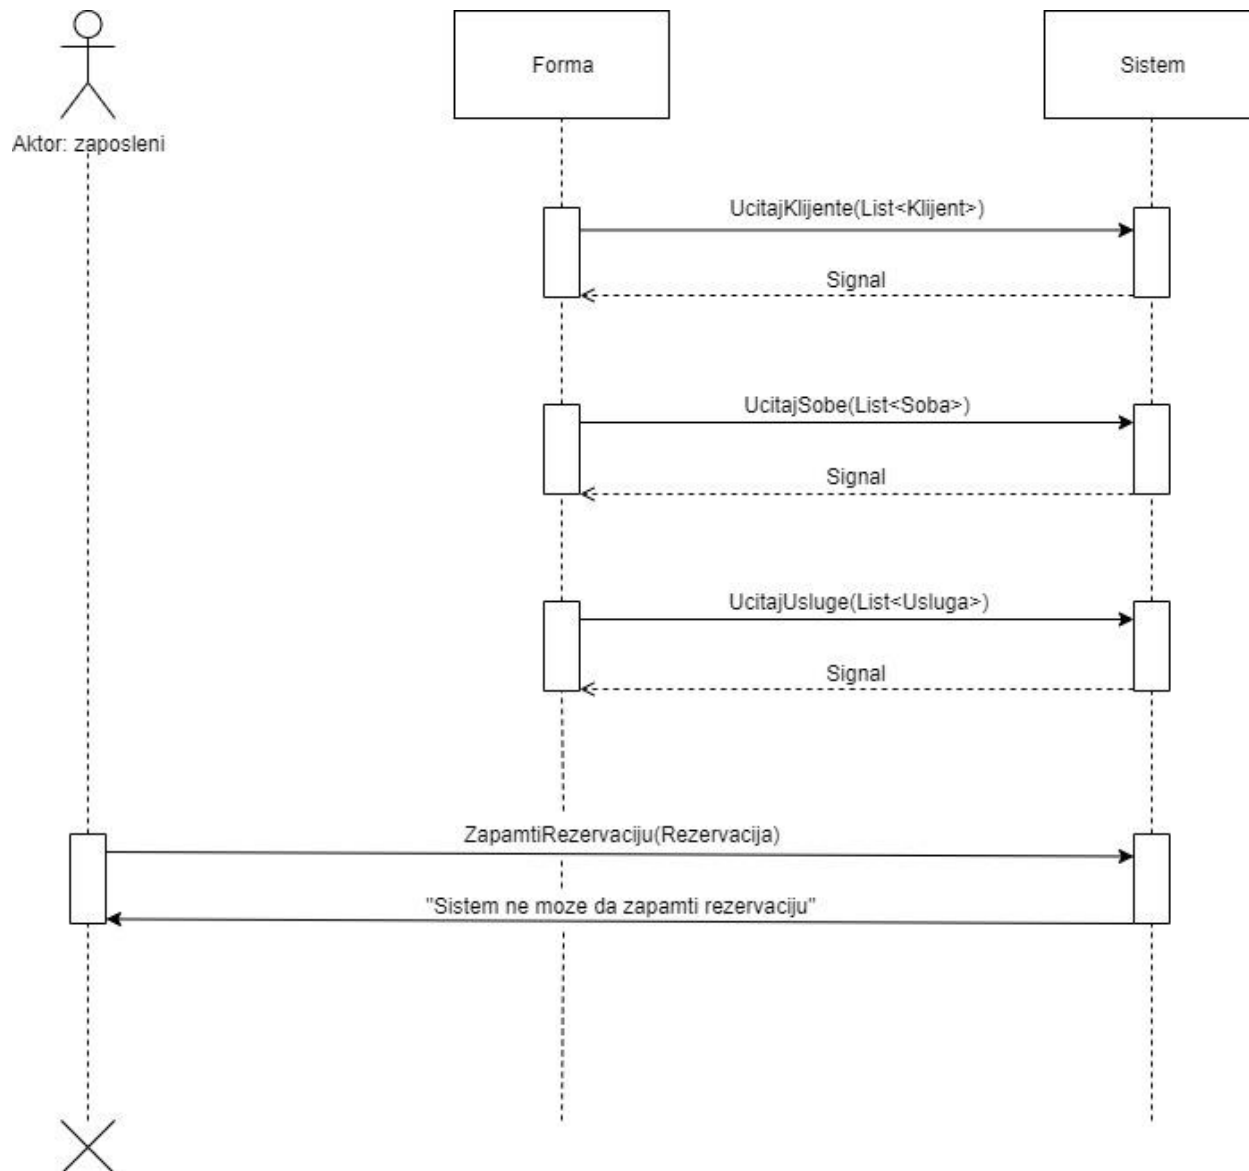 Forma
Sistem
Aktor: zaposleni
UcitajKlijente(List<Klijent>)
Signal
UcitajSobe(List<Soba>)
Signal
UcitajUsluge(List<Usluga>)
Signal
ZapamtiRezervaciju(Rezervacija)
"Sistem ne moze da zapamti rezervaciju"